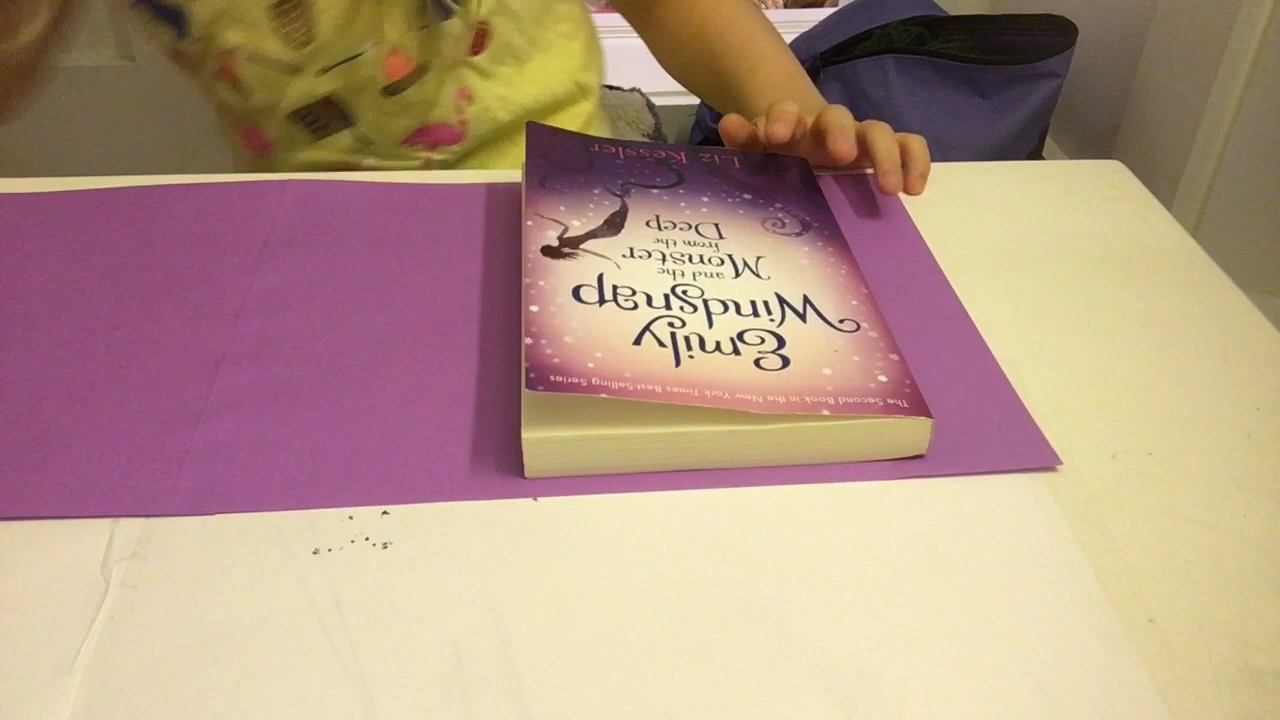 The Second Book in the New York Times Best-Selling Series
Emily
Windsnap
and the
Monster
from the
Deep
Liz Kessler